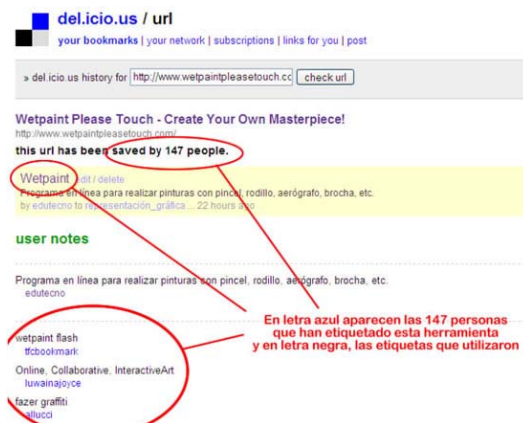 del.icio.us / url
your bookmarks | your network | subscriptions | links for you | post
» del.icio.us history for http://www.wetpaintpleasetouch.cc check url
Wetpaint Please Touch - Create Your Own Masterpiece!
http://www.wetpaintpleasetouch.com/
this url has been saved by 147 people.
Wetpaint edit / delete
Programa en línea para realizar pinturas con pincel, rodillo, aerógrafo, brocha, etc.
by edutecno to representación_gráfica ... 22 hours ago
user notes
Programa en línea para realizar pinturas con pincel, rodillo, aerógrafo, brocha, etc.
edutecno
En letra azul aparecen las 147 personas
que han etiquetado esta herramienta
y en letra negra, las etiquetas que utilizaron
wetpaint flash
tfcbookmark
Online, Collaborative, InteractiveArt
luwainajoyce
fazer graffiti
allucci